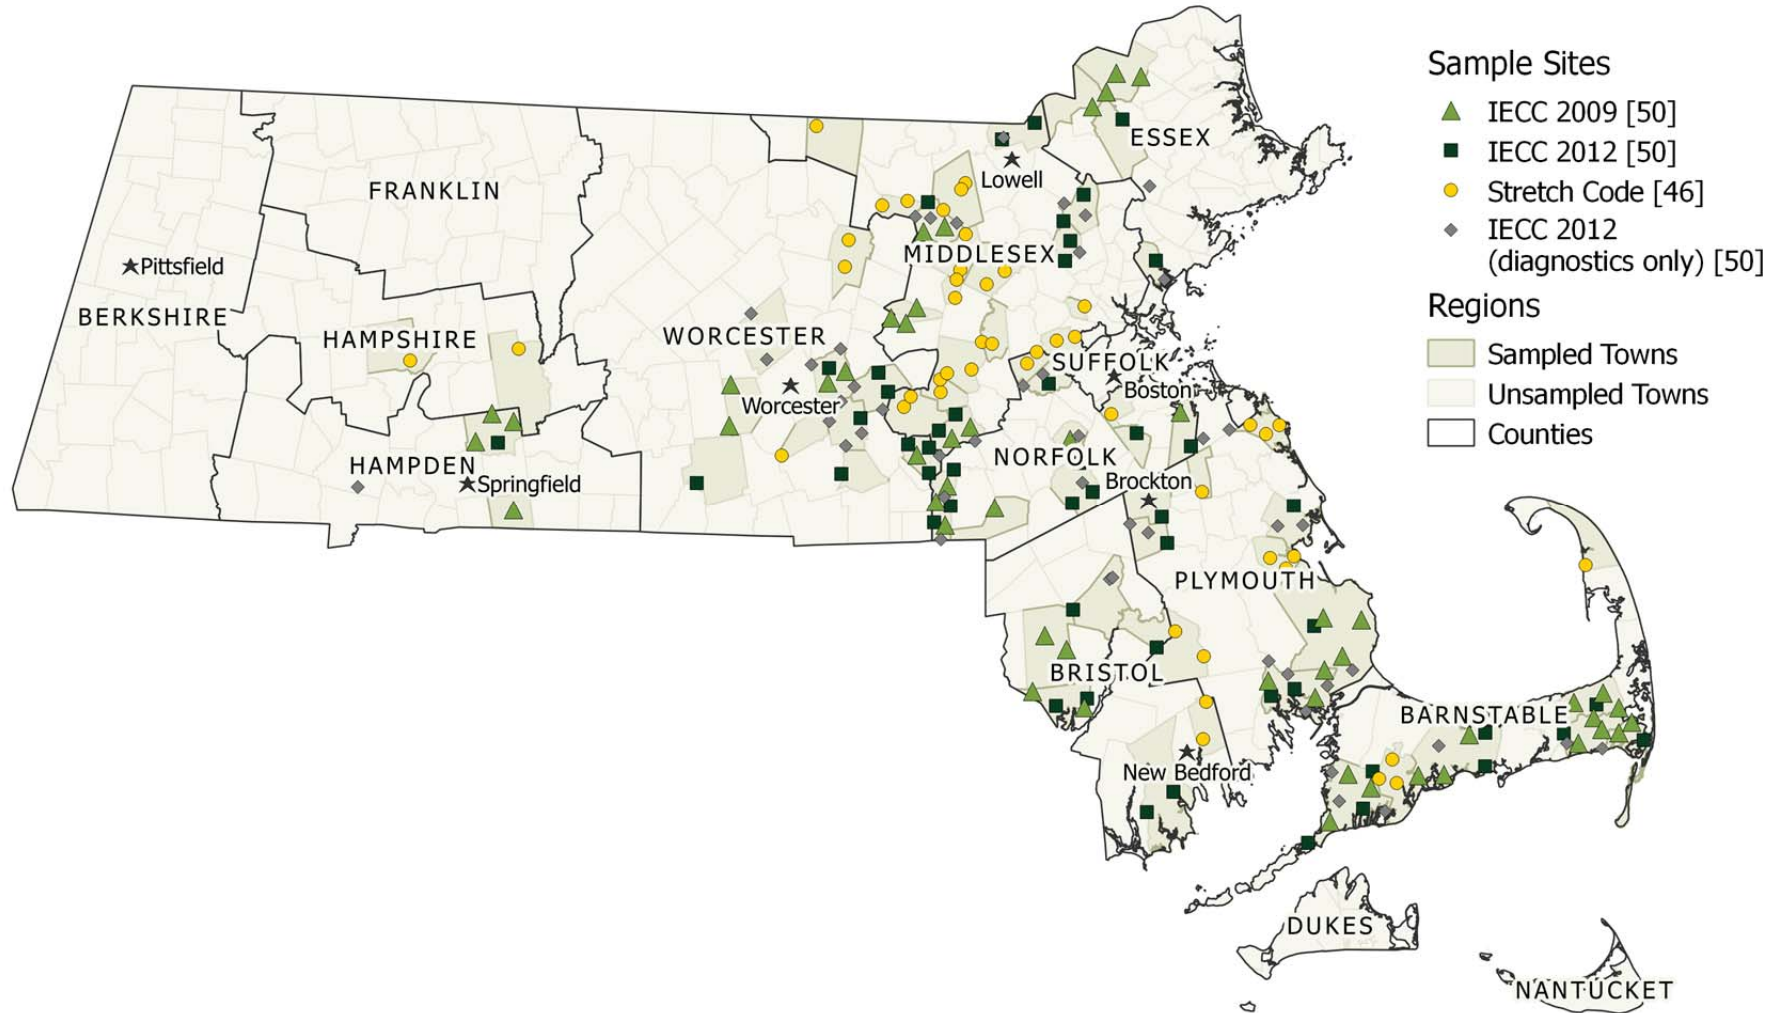 Sample Sites
IECC 2009 [50]
IECC 2012 [50]
Stretch Code [46]
IECC 2012
(diagnostics only) [50]
Regions
Sampled Towns
Unsampled Towns
Counties
ESSEX
Lowell
FRANKLIN
MIDDLESEX
Pittsfield
BERKSHIRE
HAMPSHIRE
WORCESTER
SUFFOLK
Boston
Worcester
HAMPDEN
Springfield
NORFOLK
Brockton
PLYMOUTH
BRISTOL
BARNSTABLE
New Bedford
DUKES
NANTUCKET